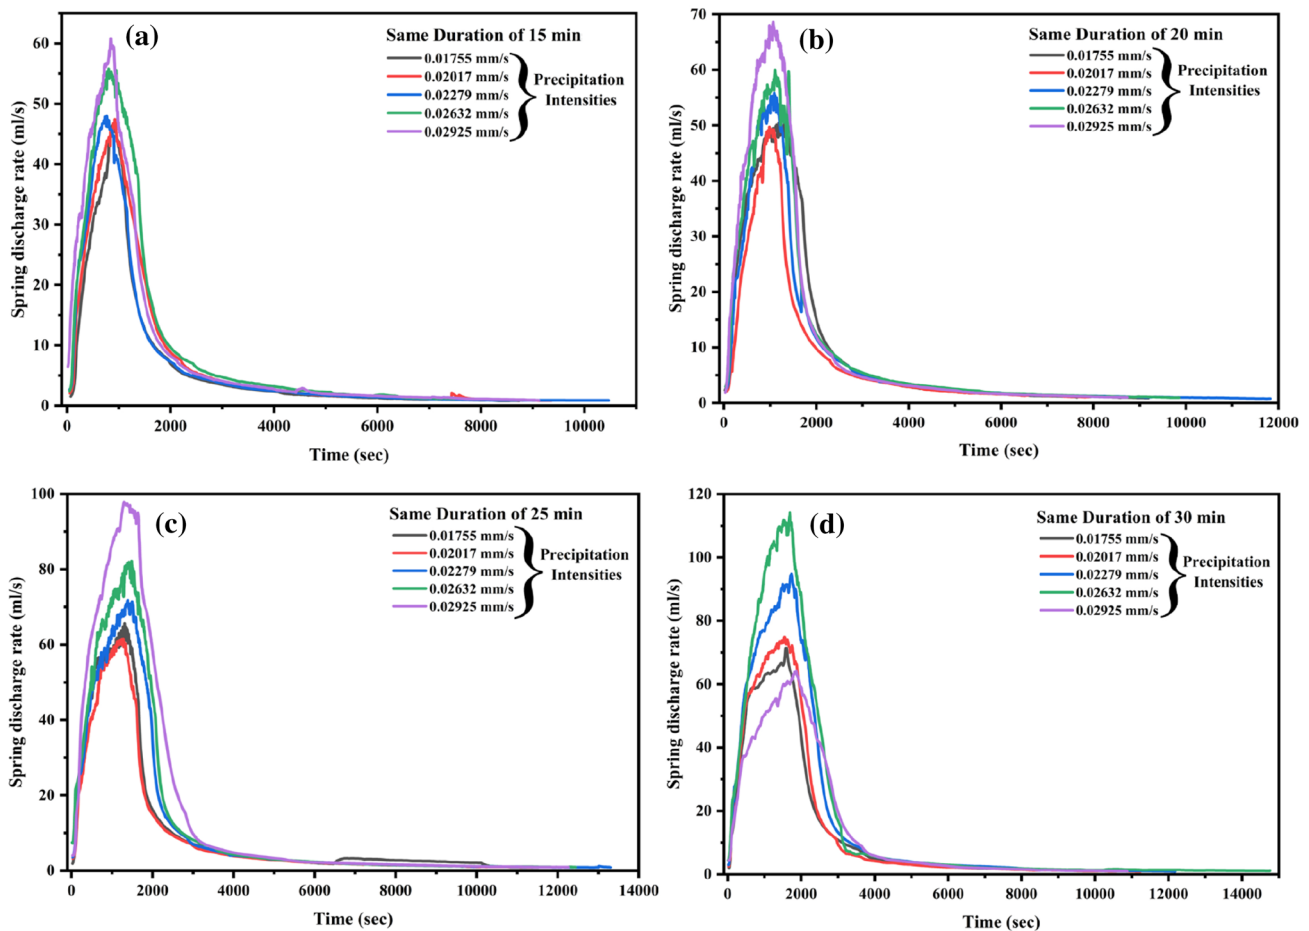 (a)
Same Duration of 15 min
0.01755 mm/s
0.02017 mm/s
0.02279 mm/s
0.02632 mm/s
0.02925 mm/s
Precipitation
Intensities
Spring discharge rate (ml/s)
60
50
40
30
20
10
0
0 2000 4000 6000 8000 10000
Time (sec)
(b)
Same Duration of 20 min
0.01755 mm/s
0.02017 mm/s
0.02279 mm/s
0.02632 mm/s
0.02925 mm/s
Precipitation
Intensities
Spring discharge rate (ml/s)
70
60
50
40
30
20
10
0
0 2000 4000 6000 8000 10000 12000
Time (sec)
(c)
Same Duration of 25 min
0.01755 mm/s
0.02017 mm/s
0.02279 mm/s
0.02632 mm/s
0.02925 mm/s
Precipitation
Intensities
Spring discharge rate (ml/s)
100
80
60
40
20
0
0 2000 4000 6000 8000 10000 12000 14000
Time (sec)
(d)
Same Duration of 30 min
0.01755 mm/s
0.02017 mm/s
0.02279 mm/s
0.02632 mm/s
0.02925 mm/s
Precipitation
Intensities
Spring discharge rate (ml/s)
120
100
80
60
40
20
0
0 2000 4000 6000 8000 10000 12000 14000
Time (sec)